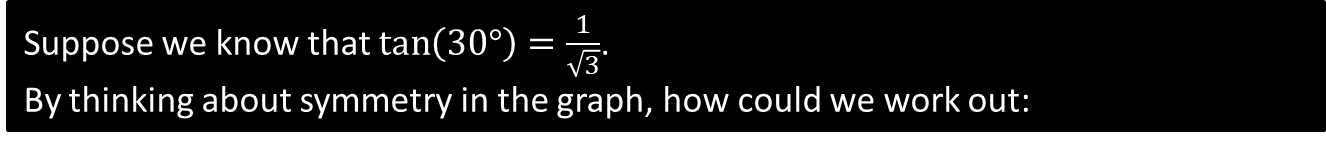 Suppose we know that tan(30°) = 1/√3.
By thinking about symmetry in the graph, how could we work out: